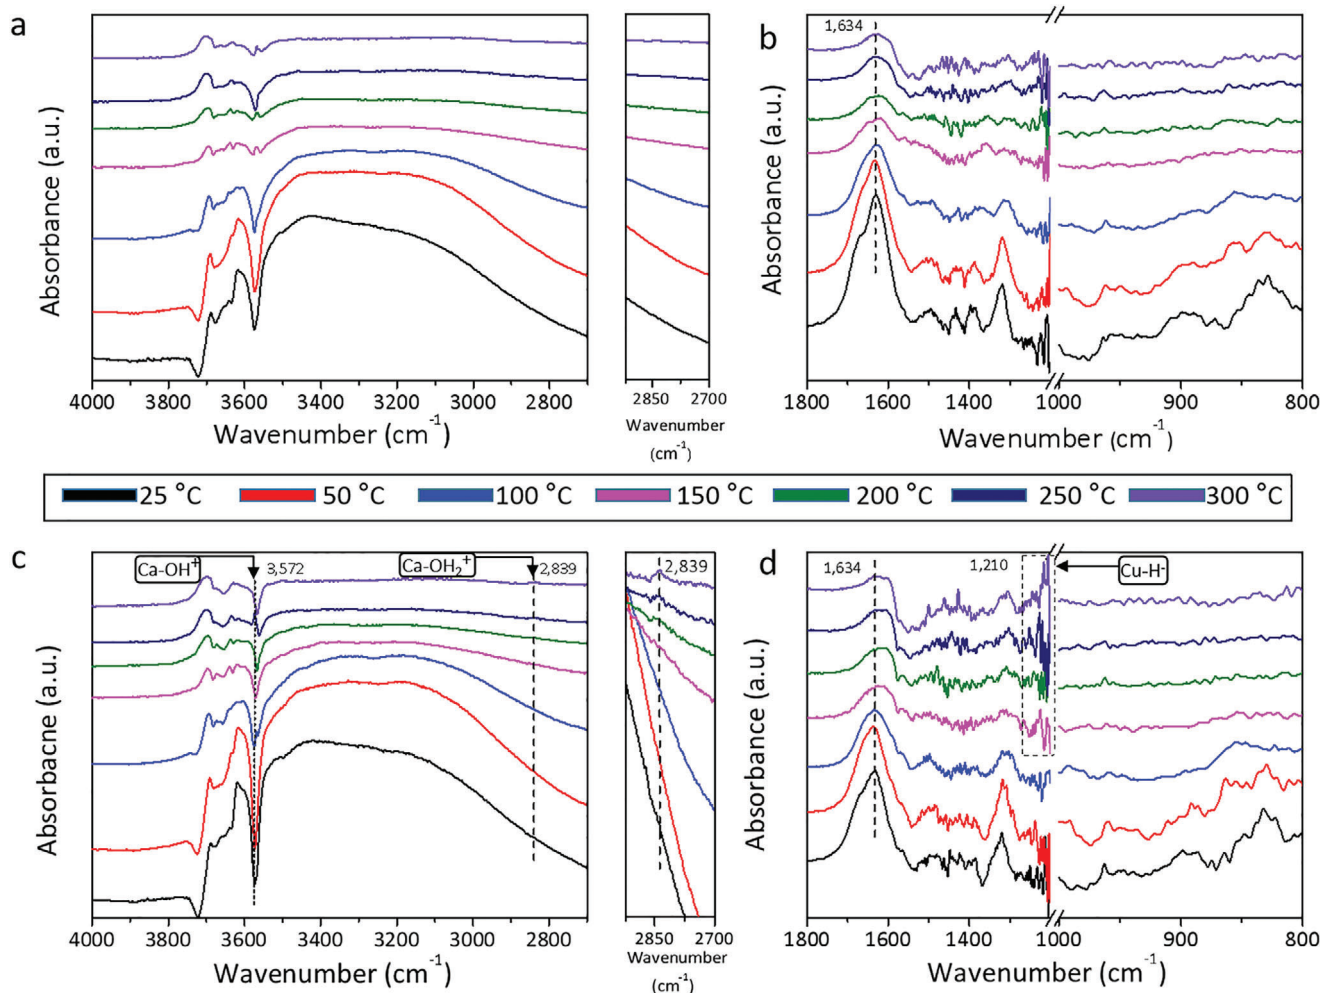 a
Absorbance (a.u.)
4000 3800 3600 3400 3200 3000 2800
Wavenumber (cm-1)
2850 2700
Wavenumber
(cm-1)
b
1,634
Absorbance (a.u.)
1800 1600 1400 1200 1000 900 800
Wavenumber (cm-1)
25 °C 50 °C 100 °C 150 °C 200 °C 250 °C 300 °C
c
Ca-OH+
3,572
Ca-OH2+
2,839
Absorbacne (a.u.)
4000 3800 3600 3400 3200 3000 2800
Wavenumber (cm-1)
2,839
2850 2700
Wavenumber
(cm-1)
d
1,634
1,210
Cu-H-
Absorbance (a.u.)
1800 1600 1400 1200 1000 900 800
Wavenumber (cm-1)